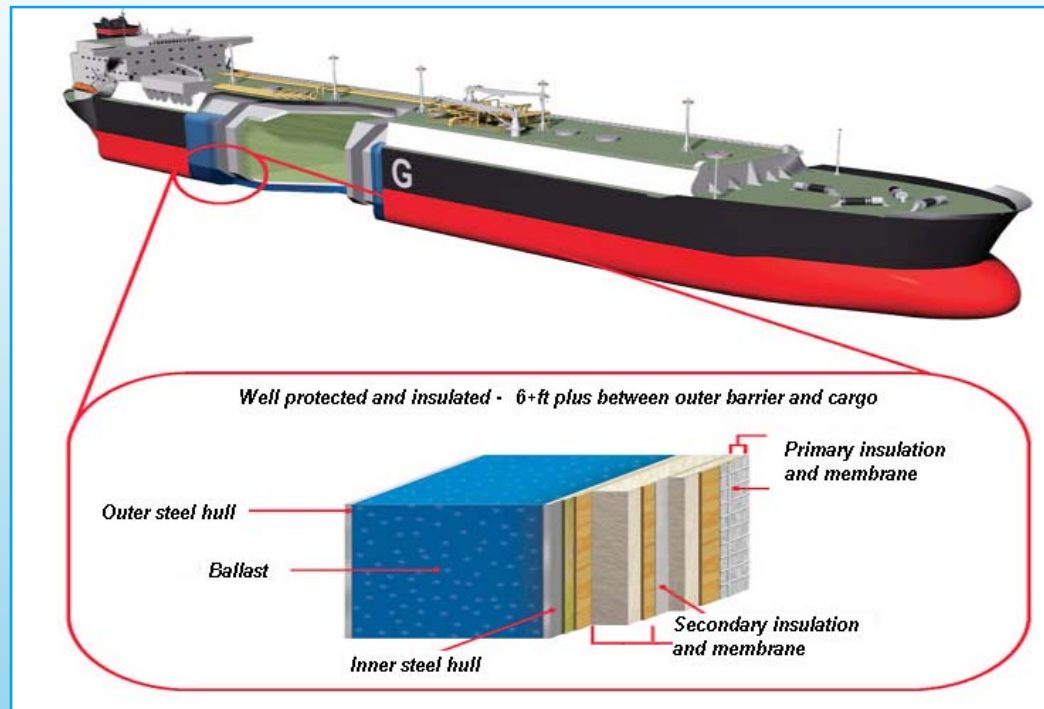 G
Well protected and insulated - 6+ft plus between outer barrier and cargo
Primary insulation
and membrane
Outer steel hull
Ballast
Secondary insulation
and membrane
Inner steel hull